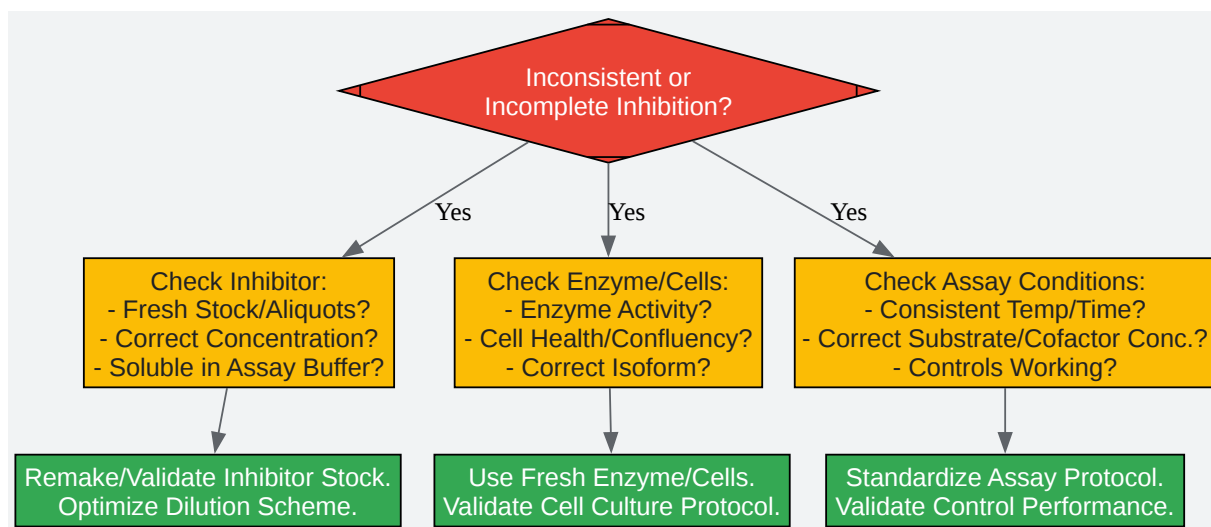 Inconsistent or
Incomplete Inhibition?
Yes
Yes
Yes
Check Inhibitor:
- Fresh Stock/Aliquots?
- Correct Concentration?
- Soluble in Assay Buffer?
Check Enzyme/Cells:
- Enzyme Activity?
- Cell Health/Confluency?
- Correct Isoform?
Check Assay Conditions:
- Consistent Temp/Time?
- Correct Substrate/Cofactor Conc.?
- Controls Working?
Remake/Validate Inhibitor Stock.
Optimize Dilution Scheme.
Use Fresh Enzyme/Cells.
Validate Cell Culture Protocol.
Standardize Assay Protocol.
Validate Control Performance.